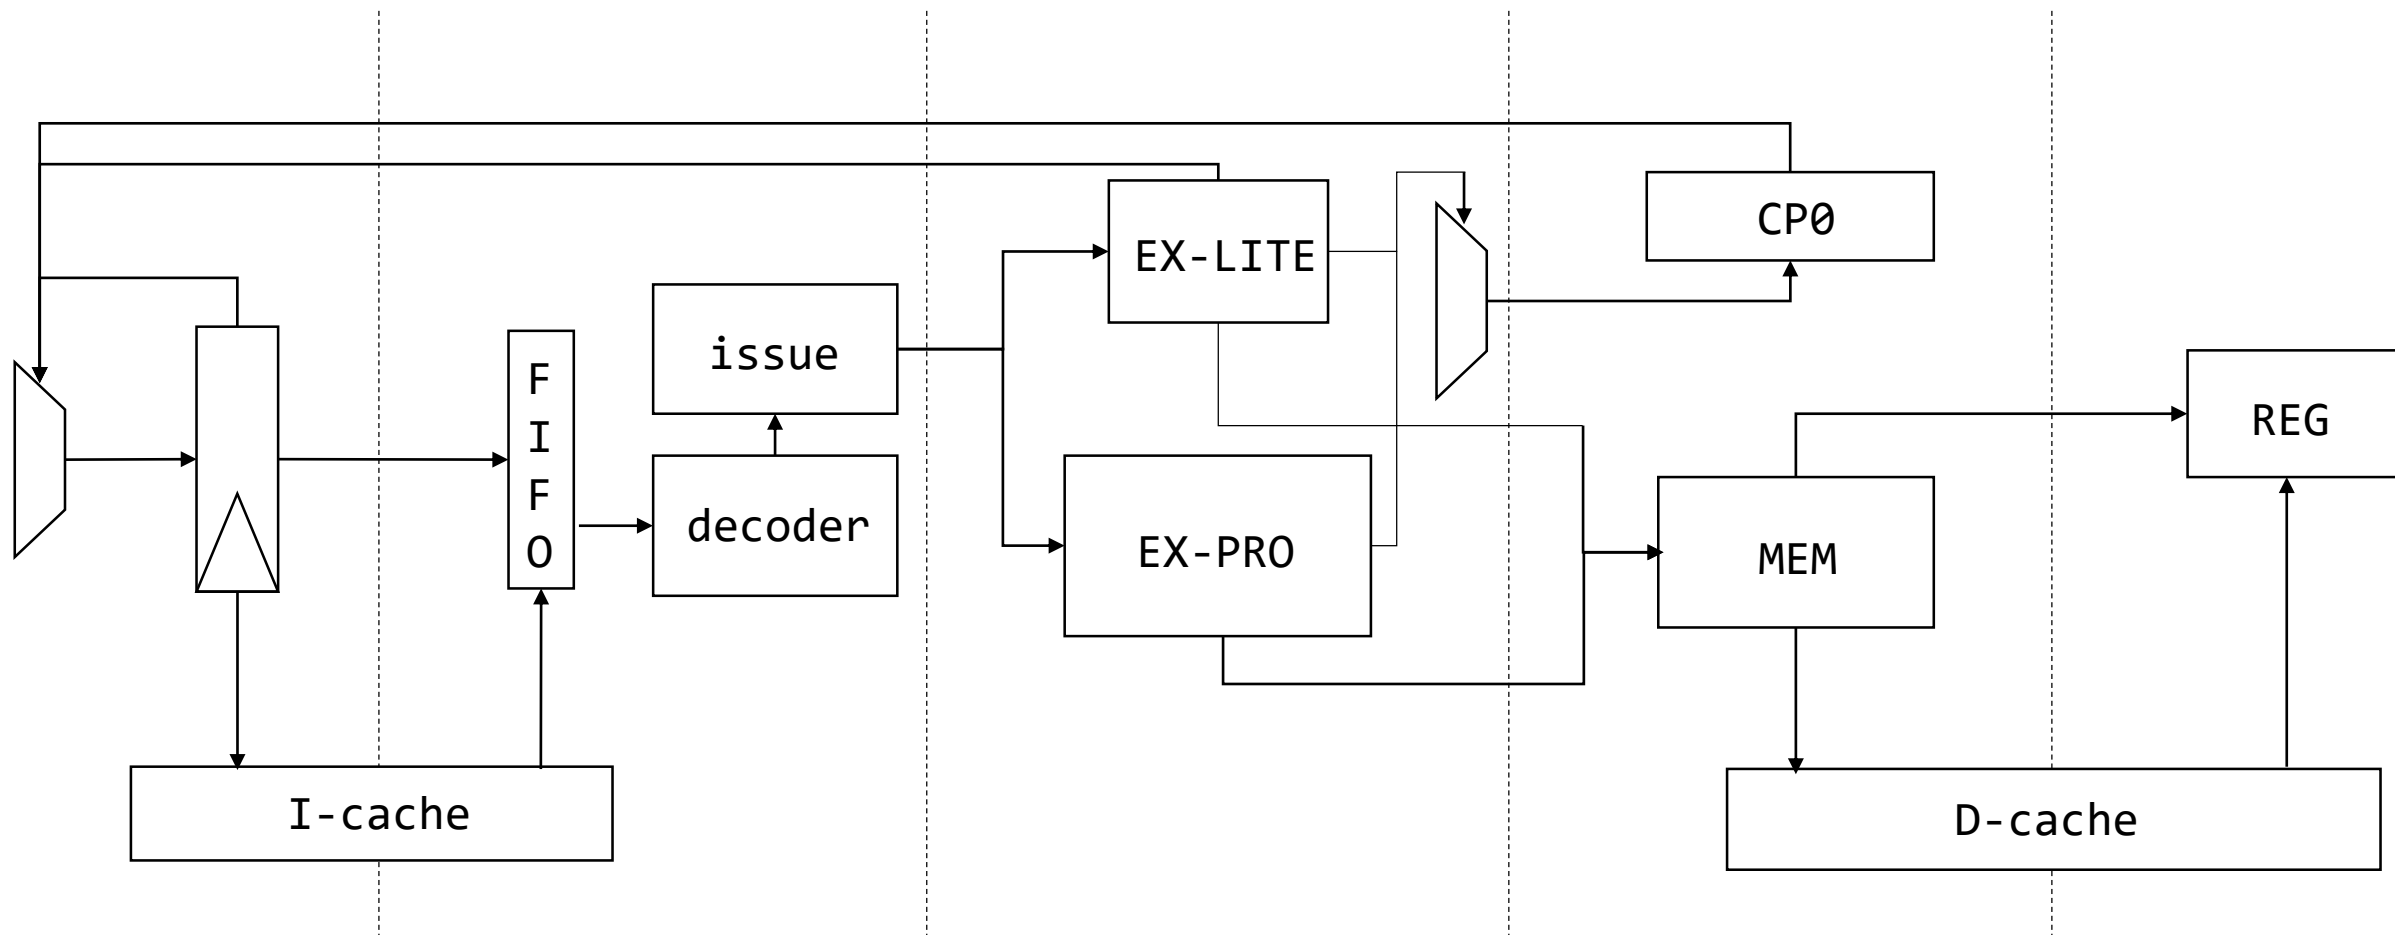 CP0
EX-LITE
issue
F
I
F
O
REG
decoder
EX-PRO
MEM
I-cache
D-cache